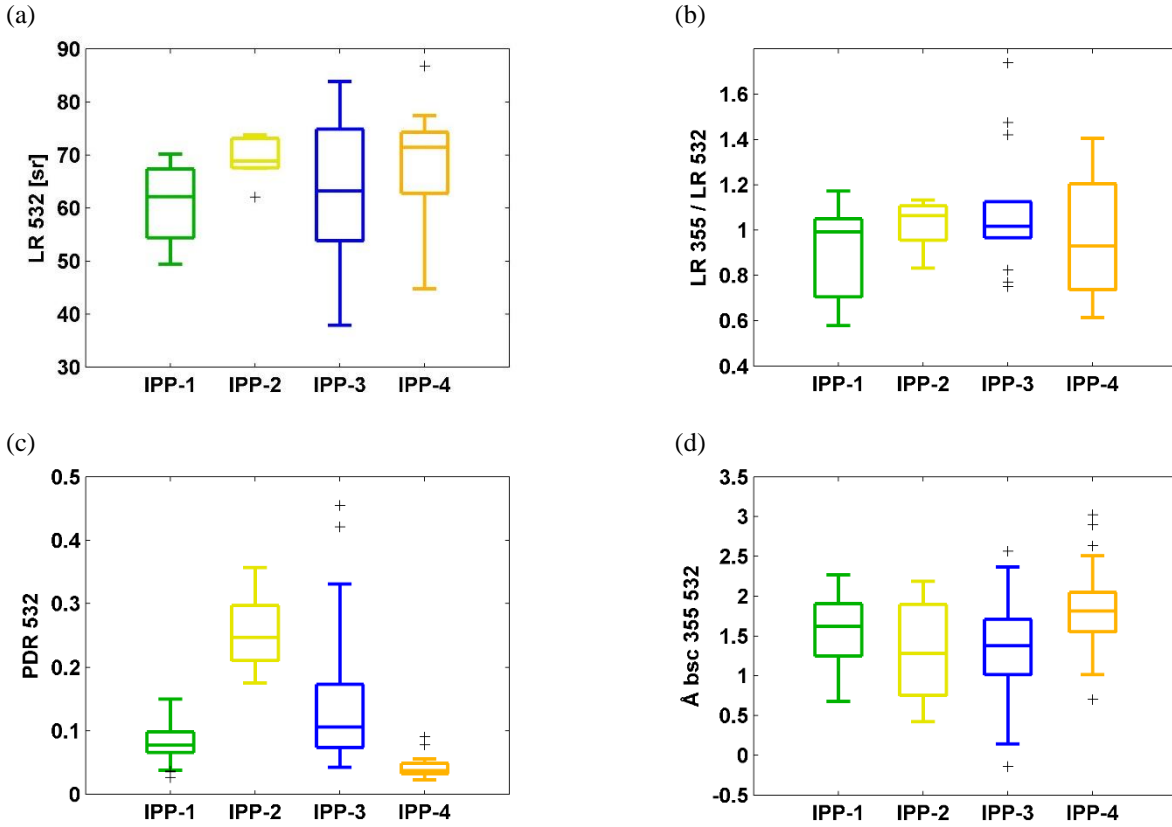 (a)
90
80
70
60
50
40
30
LR 532 [sr]
IPP-1 IPP-2 IPP-3 IPP-4
(b)
1.6
1.4
1.2
1
0.8
0.6
0.4
LR 355 / LR 532
IPP-1 IPP-2 IPP-3 IPP-4
(c)
0.5
0.4
0.3
0.2
0.1
0
PDR 532
IPP-1 IPP-2 IPP-3 IPP-4
(d)
3.5
3
2.5
2
1.5
1
0.5
0
-0.5
Å bsc 355 532
IPP-1 IPP-2 IPP-3 IPP-4